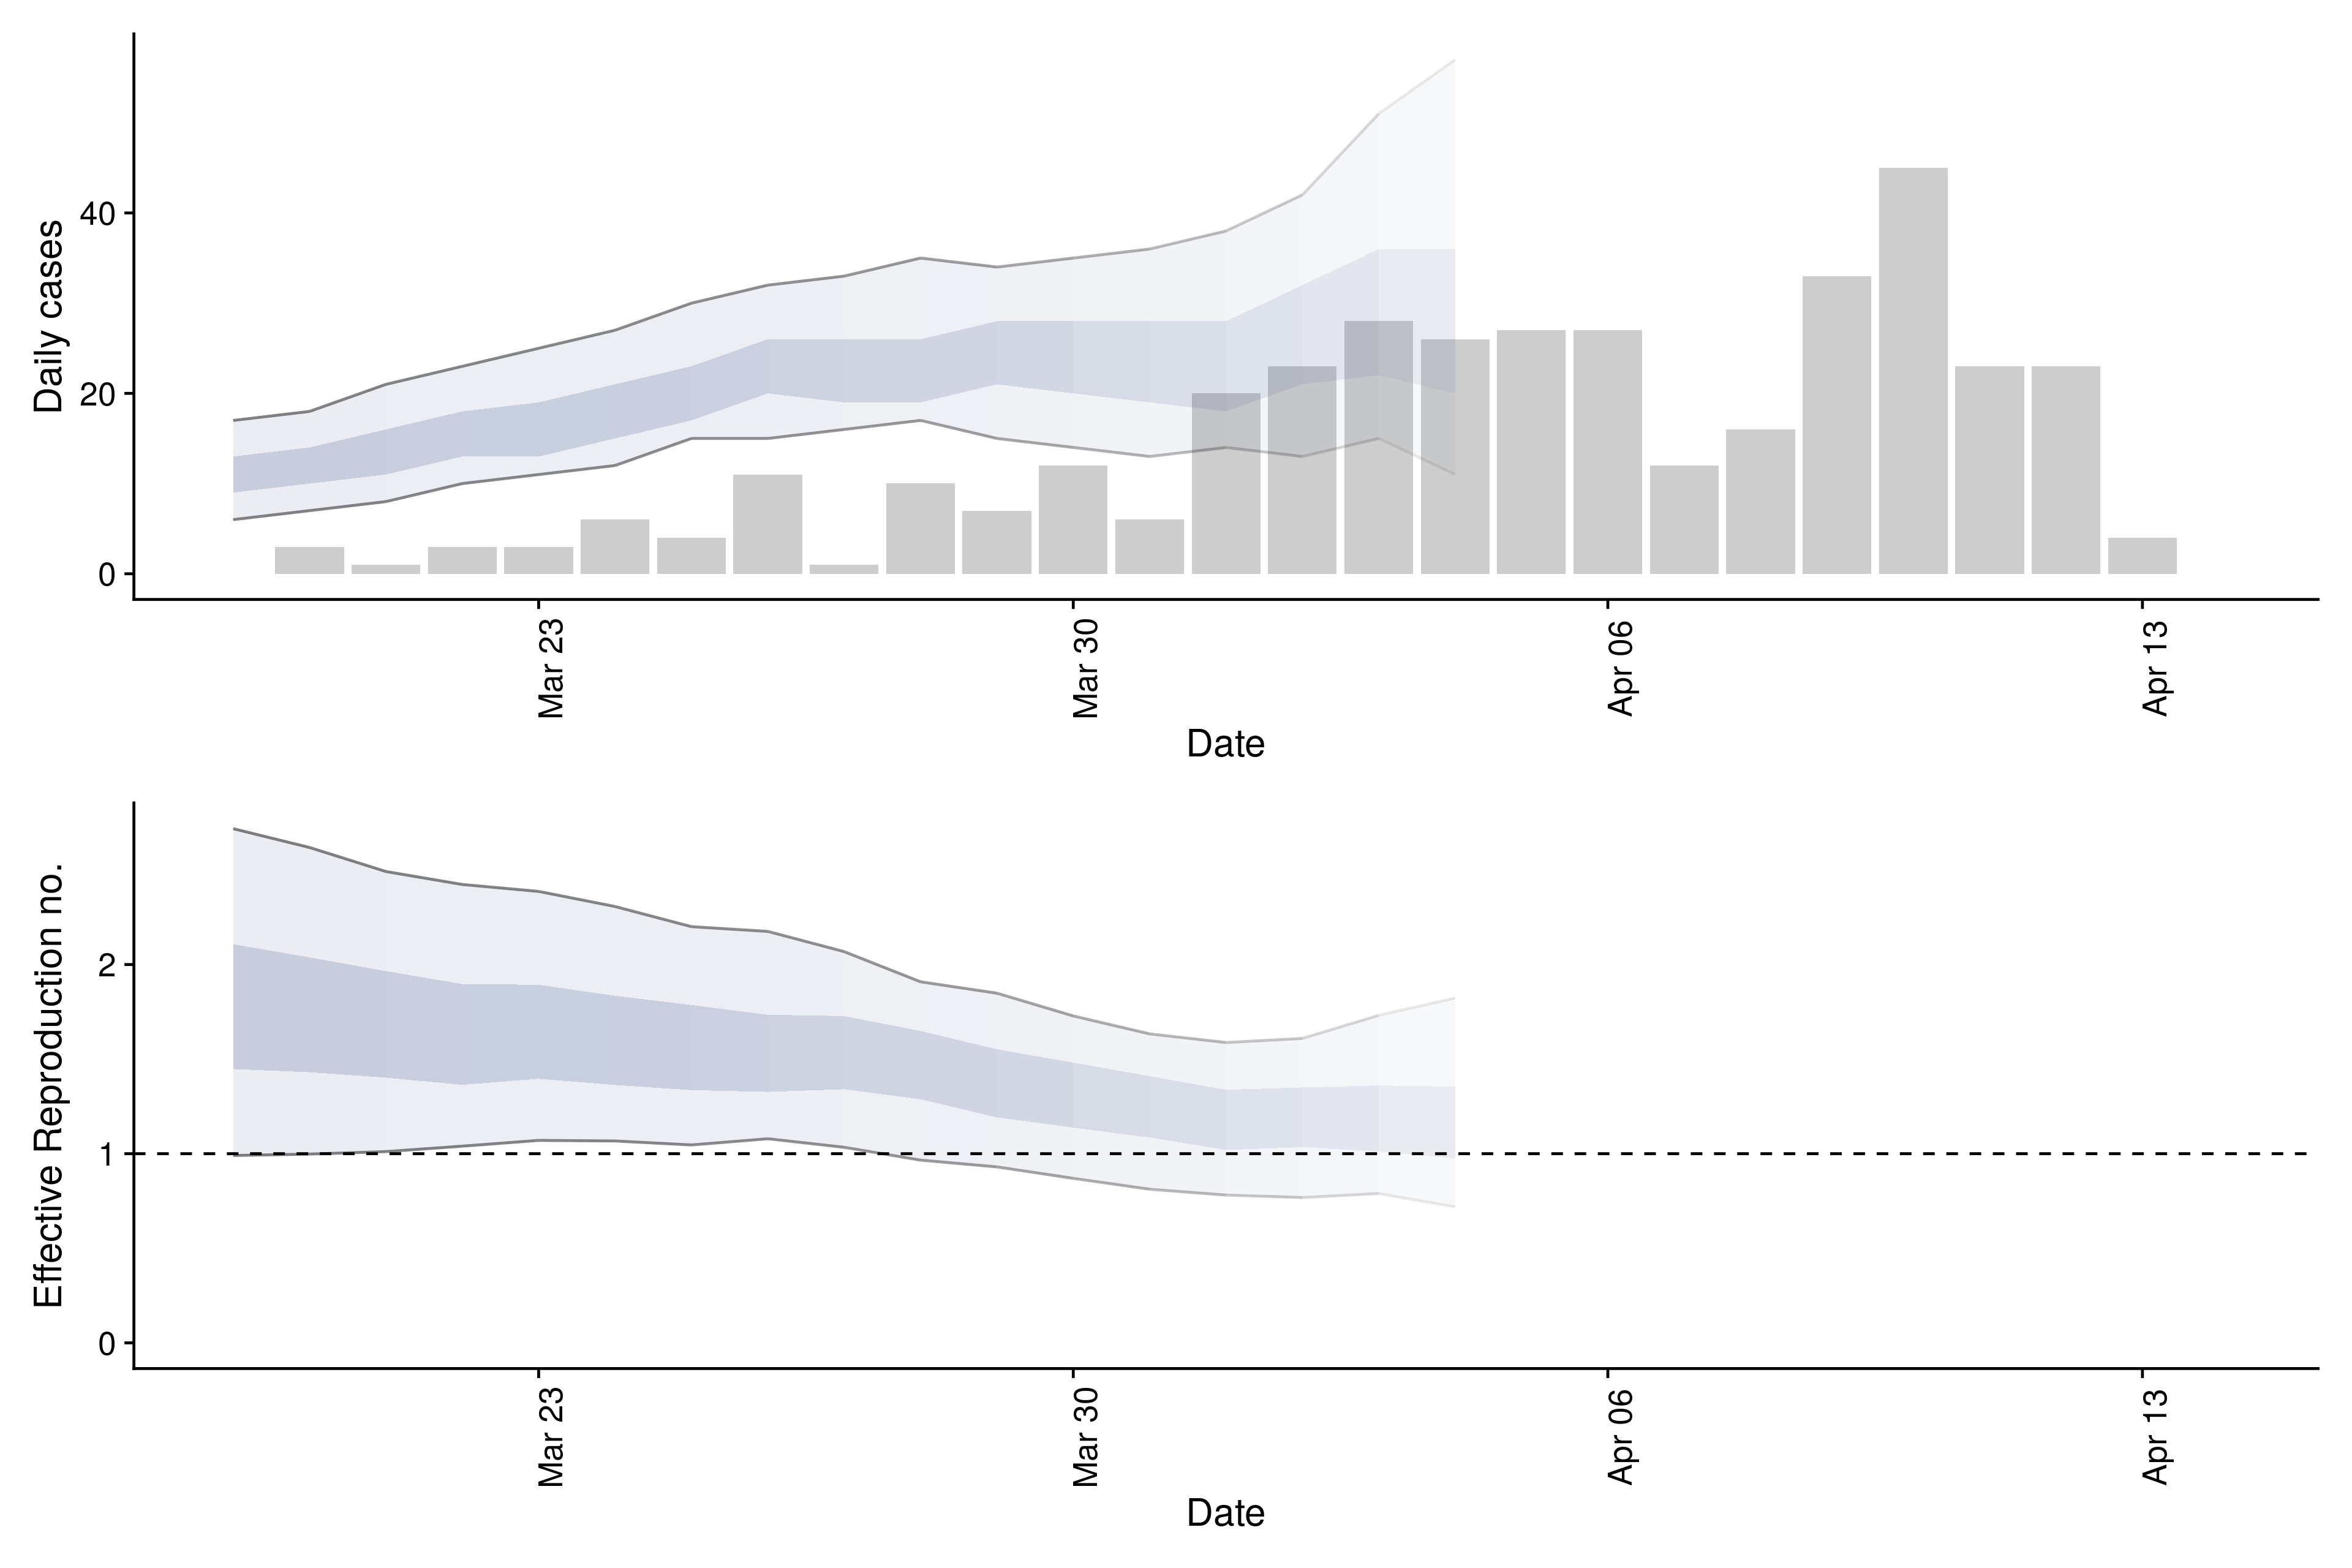 Daily cases
40
20
0
Mar 23
Mar 30
Apr 06
Apr 13
Date
Effective Reproduction no.
2
1
0
Mar 23
Mar 30
Apr 06
Apr 13
Date